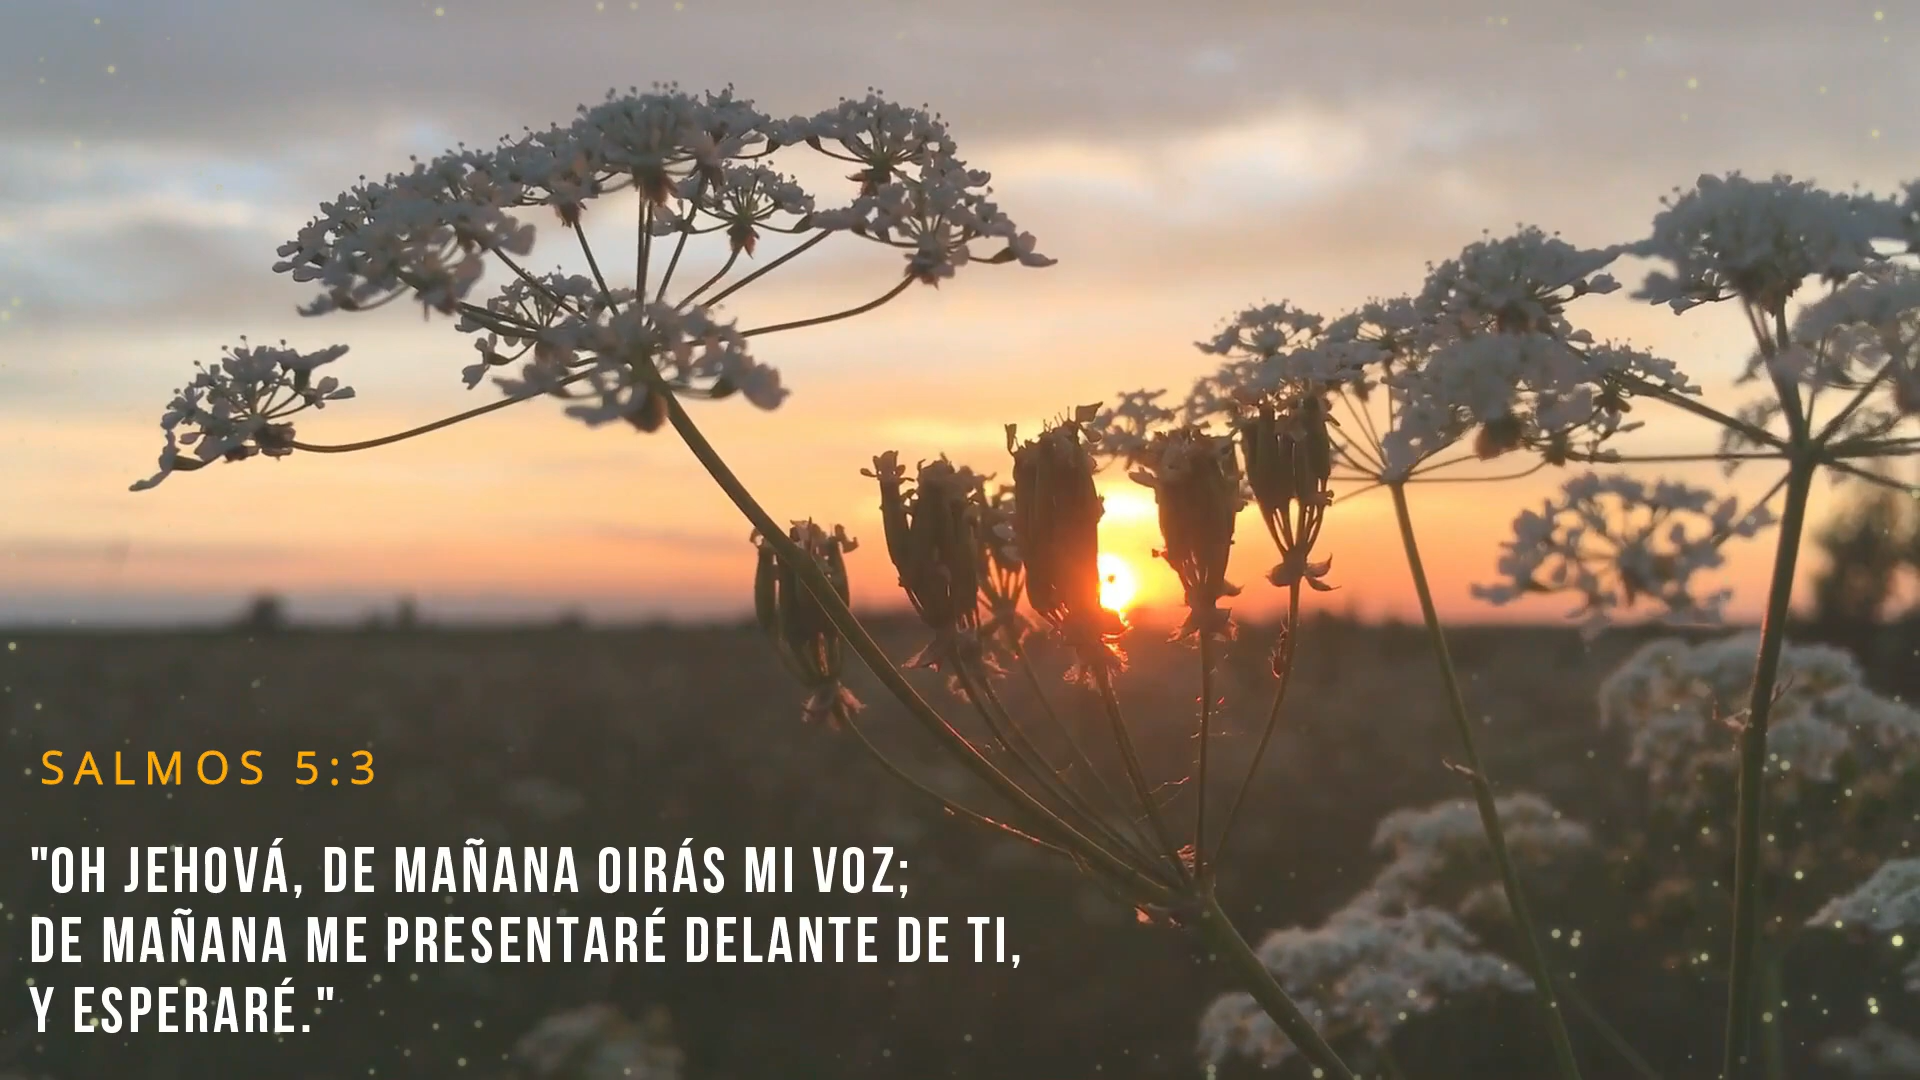 SALMOS 5:3
"OH JEHOVÁ, DE MAÑANA OIRÁS MI VOZ;
DE MAÑANA ME PRESENTARÉ DELANTE DE TI,
Y ESPERARÉ."